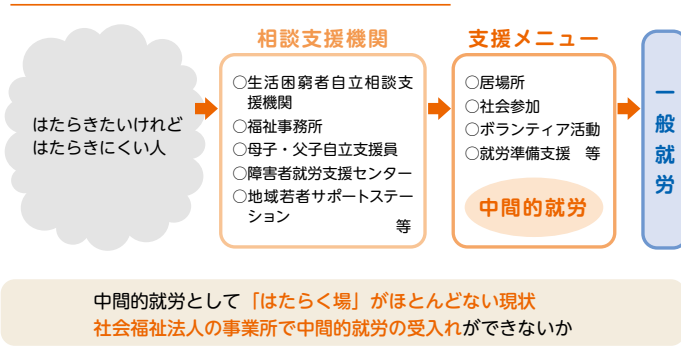 はたらきたいけれど
はたらきにくい人
相談支援機関
○生活困窮者自立相談支
援機関
○福祉事務所
○母子・父子自立支援員
○障害者就労支援センター
○地域若者サポートステー
ション
等
支援メニュー
○居場所
○社会参加
○ボランティア活動
○就労準備支援　等
中間的就労
一般就労
中間的就労として「はたらく場」がほとんどない現状
社会福祉法人の事業所で中間的就労の受入れができないか